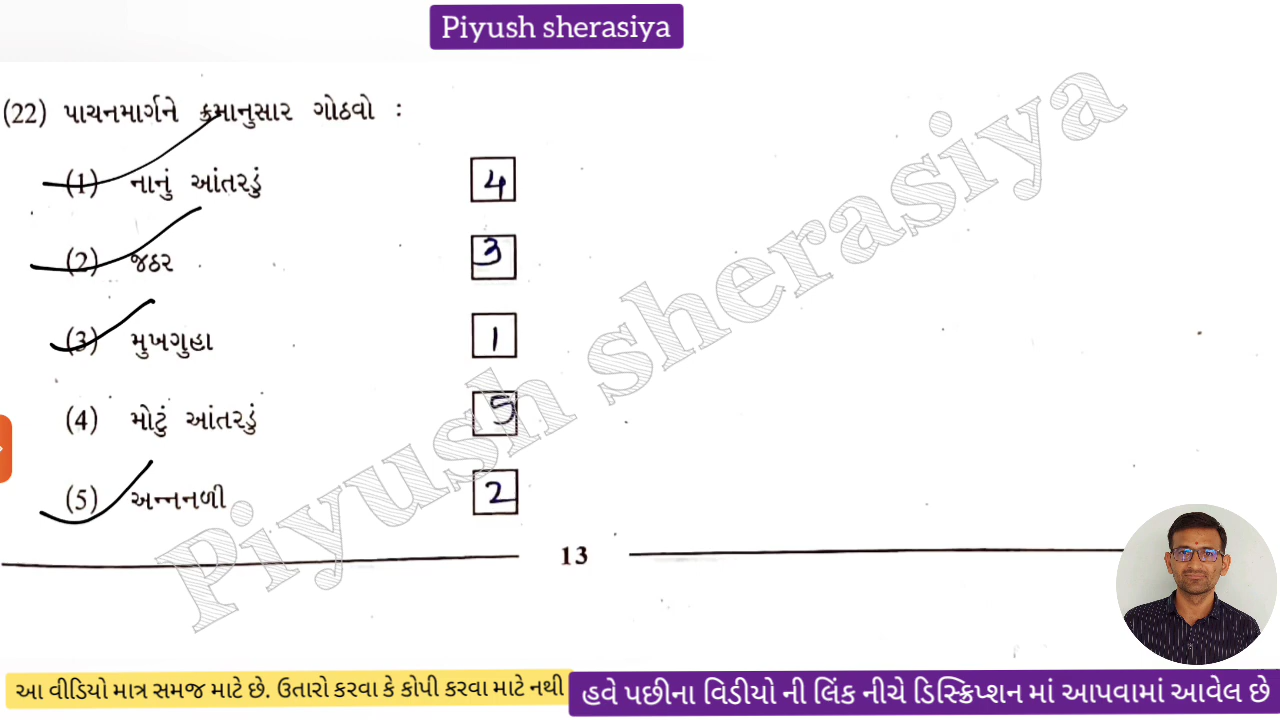 Piyush sherasiya
(22) પાચનમાર્ગને ક્રમાનુસાર ગોઠવો :
(1) નાનું આંતરડું 4
(2) જઠર 3
(3) મુખગુહા 1
(4) મોટું આંતરડું 5
(5) અન્નનળી 2
Piyush sherasiya
13
આ વીડિયો માત્ર સમજ માટે છે. ઉતારો કરવા કે કોપી કરવા માટે નથી
હવે પછીના વિડીયો ની લિંક નીચે ડિસ્ક્રિપ્શન માં આપવામાં આવેલ છે